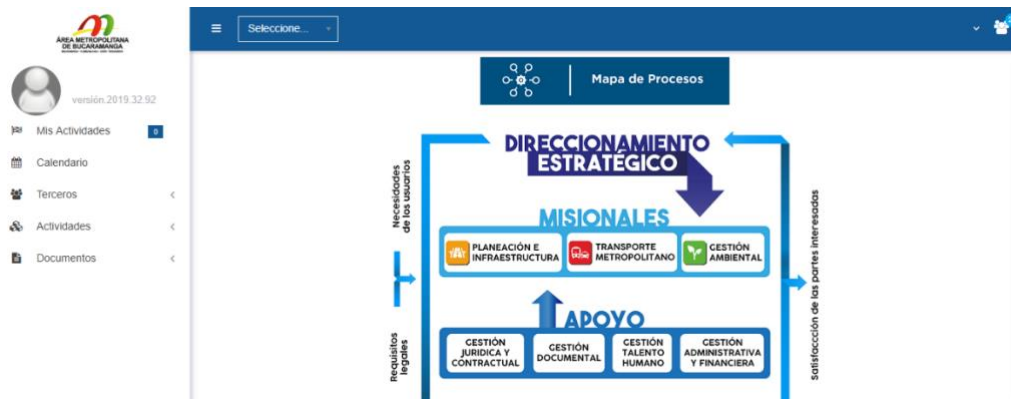 ÁREA METROPOLITANA
DE BUCARAMANGA
versión.2019.32.92
Mis Actividades
0
Calendario
Terceros
Actividades
Documentos
Seleccione...
Mapa de Procesos
DIRECCIONAMIENTO
ESTRATÉGICO
Necesidades
de los usuarios
MISIONALES
PLANEACIÓN E
INFRAESTRUCTURA
TRANSPORTE
METROPOLITANO
GESTIÓN
AMBIENTAL
Requisitos
legales
APOYO
GESTIÓN
JURIDICA Y
CONTRACTUAL
GESTIÓN
DOCUMENTAL
GESTIÓN
TALENTO
HUMANO
GESTIÓN
ADMINISTRATIVA
Y FINANCIERA
Satisfaccción de las partes interesadas